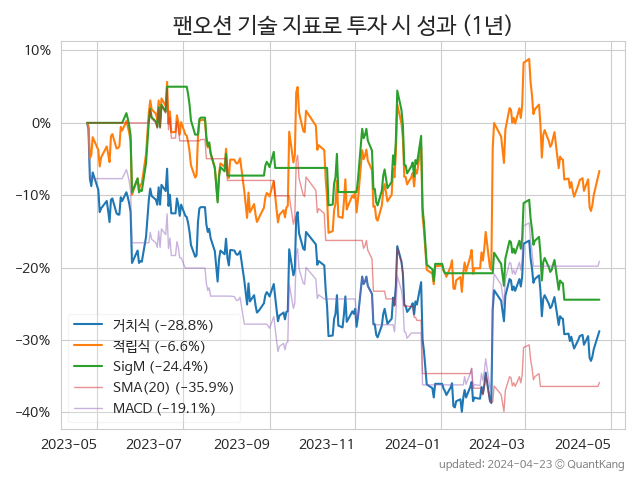 팬오션 기술 지표로 투자 시 성과 (1년)
10%
0%
−10%
−20%
−30%
−40%
거치식 (−28.8%)
적립식 (−6.6%)
SigM (−24.4%)
SMA(20) (−35.9%)
MACD (−19.1%)
2023-05 2023-07 2023-09 2023-11 2024-01 2024-03 2024-05
updated: 2024-04-23 © QuantKang